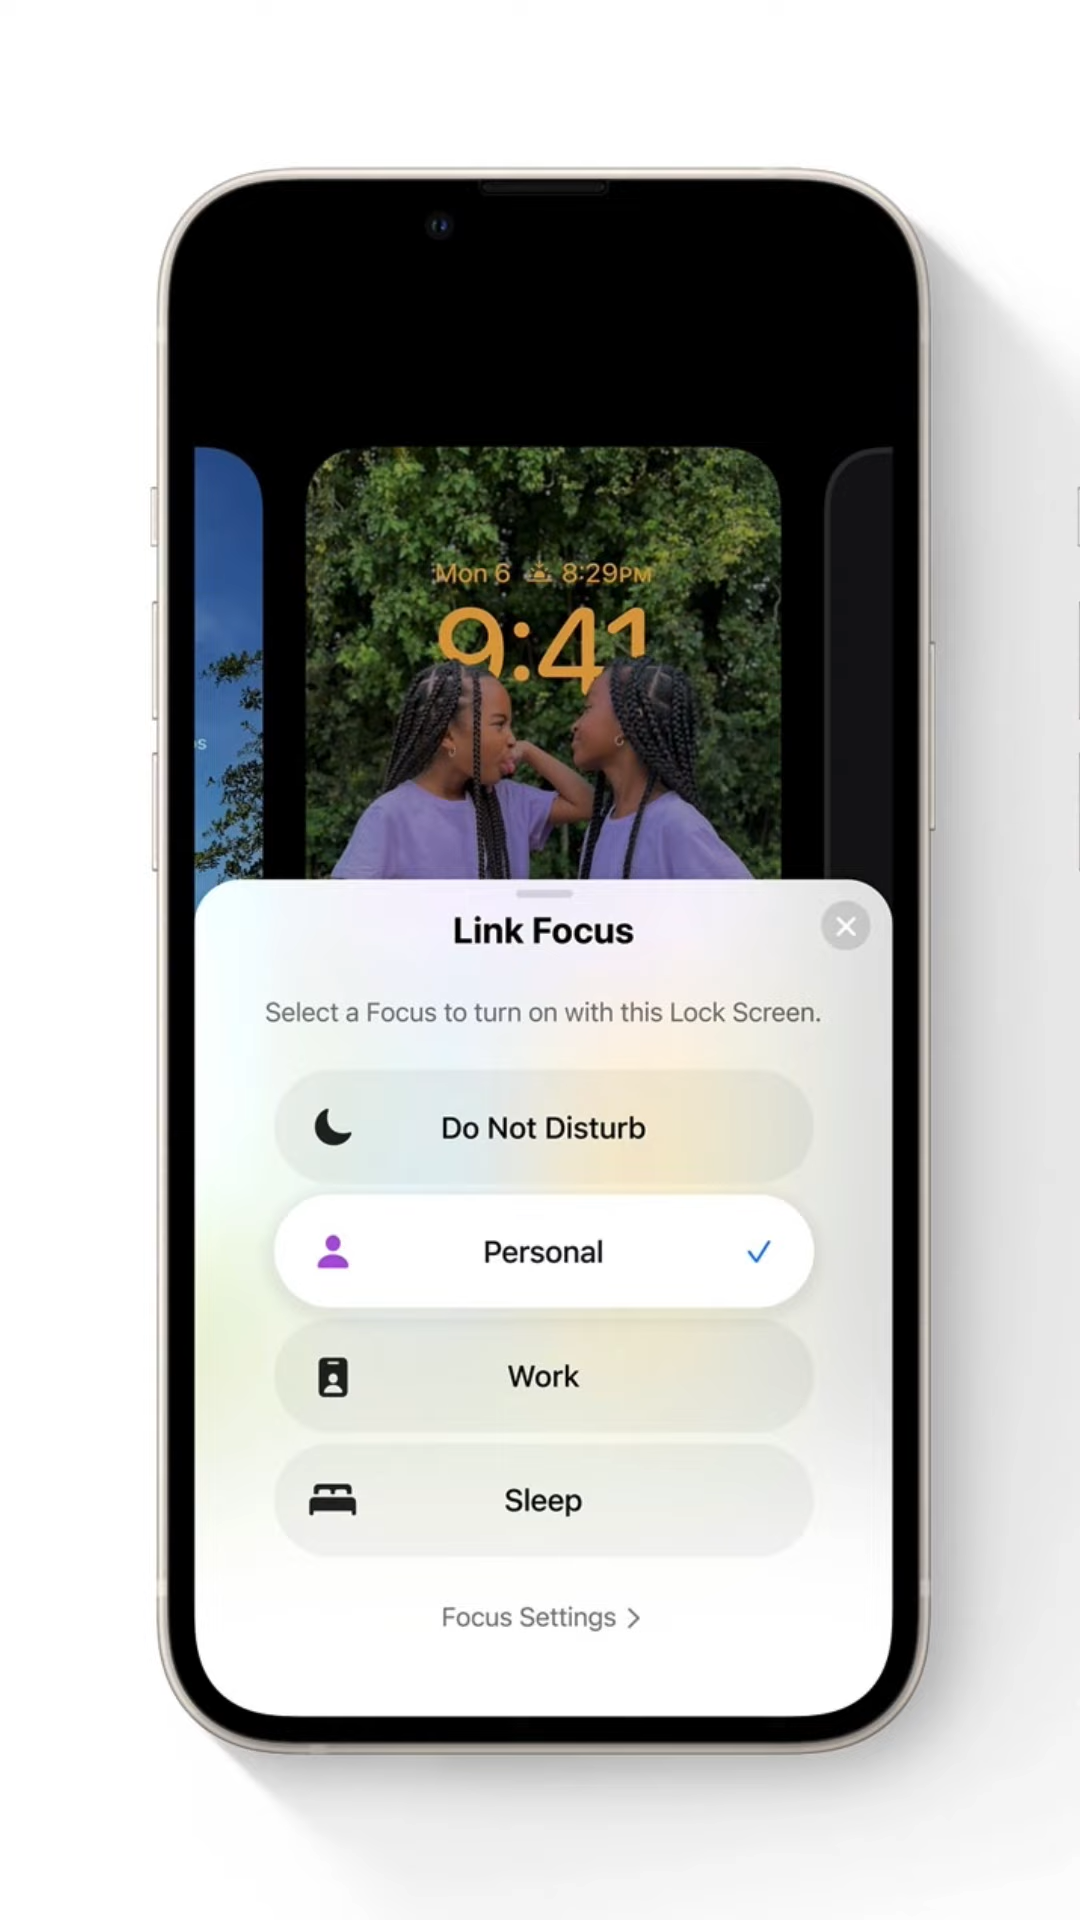 Mon 6 8:29PM
9:41
Link Focus
Select a Focus to turn on with this Lock Screen.
Do Not Disturb
Personal
Work
Sleep
Focus Settings